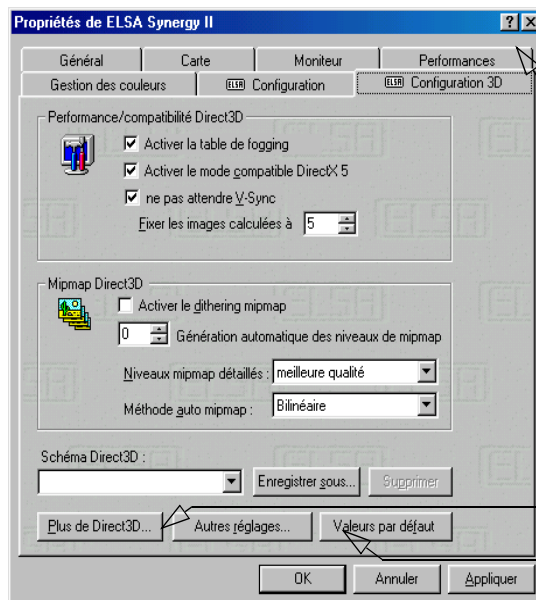 Propriétés de ELSA Synergy II
Général Carte Moniteur Performances
Gestion des couleurs ELSA Configuration ELSA Configuration 3D
Performance/compatibilité Direct3D
Activer la table de fogging
Activer le mode compatible DirectX 5
ne pas attendre V-Sync
Fixer les images calculées à 5
Mipmap Direct3D
Activer le dithering mipmap
0 Génération automatique des niveaux de mipmap
Niveaux mipmap détaillés : meilleure qualité
Méthode auto mipmap : Bilinéaire
Schéma Direct3D :
Enregistrer sous... Supprimer
Plus de Direct3D... Autres réglages... Valeurs par défaut
OK Annuler Appliquer